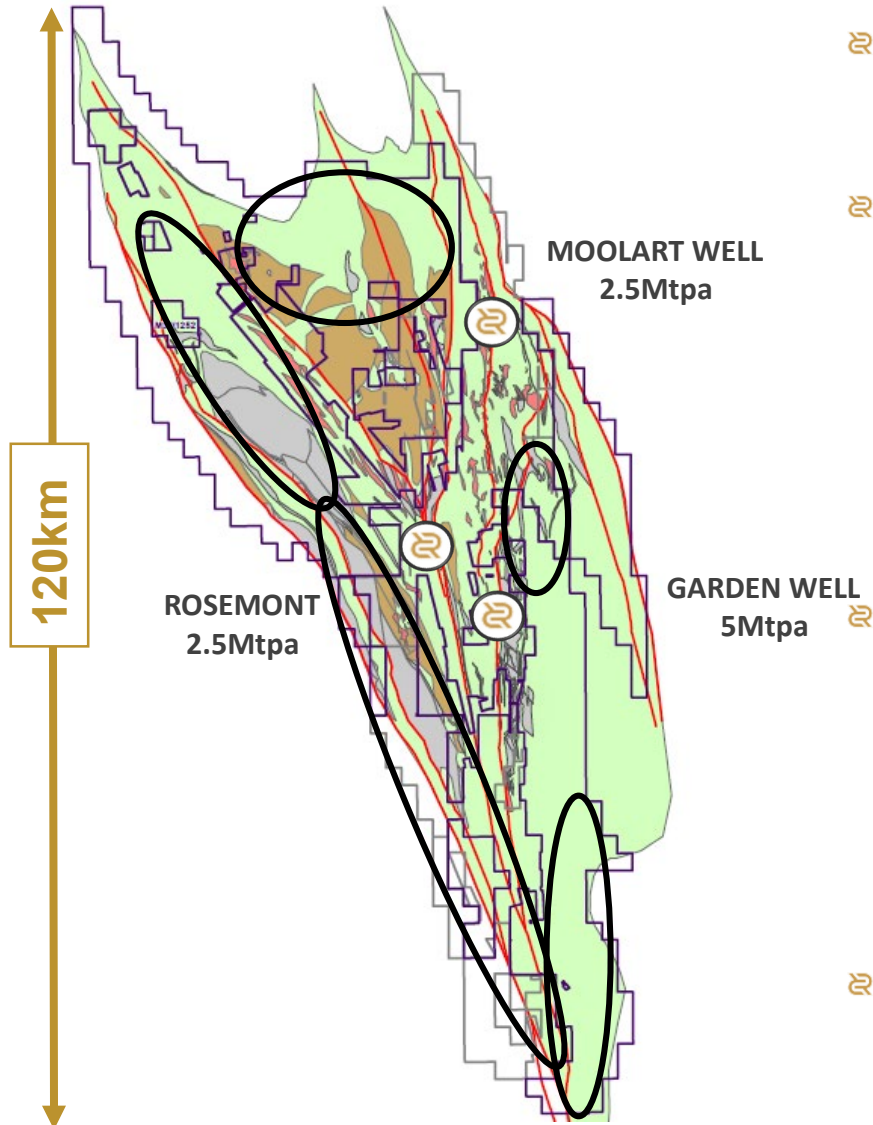 MOOLART WELL
2.5Mtpa
120km
ROSEMONT
2.5Mtpa
GARDEN WELL
5Mtpa